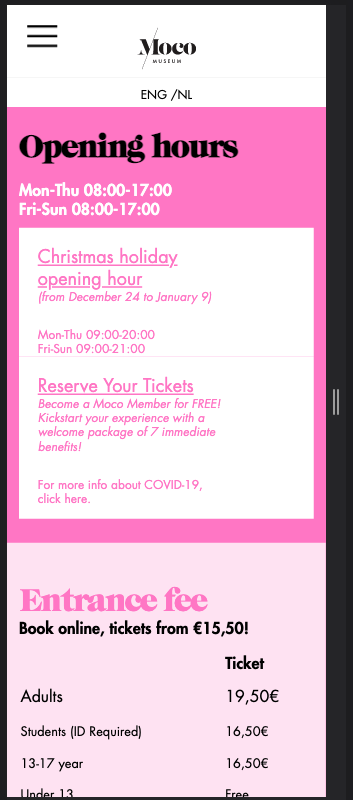 Moco
MUSEUM
ENG /NL
Opening hours
Mon-Thu 08:00-17:00
Fri-Sun 08:00-17:00
Christmas holiday
opening hour
(from December 24 to January 9)
Mon-Thu 09:00-20:00
Fri-Sun 09:00-21:00
Reserve Your Tickets
Become a Moco Member for FREE!
Kickstart your experience with a
welcome package of 7 immediate
benefits!
For more info about COVID-19,
click here.
Entrance fee
Book online, tickets from €15,50!
Ticket
Adults 19,50€
Students (ID Required) 16,50€
13-17 year 16,50€
Under 13 Free